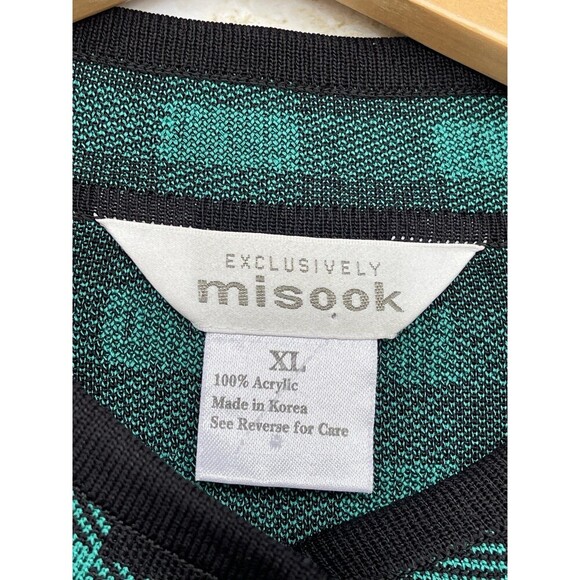 EXCLUSIVELY
misook
XL
100% Acrylic
Made in Korea
See Reverse for Care